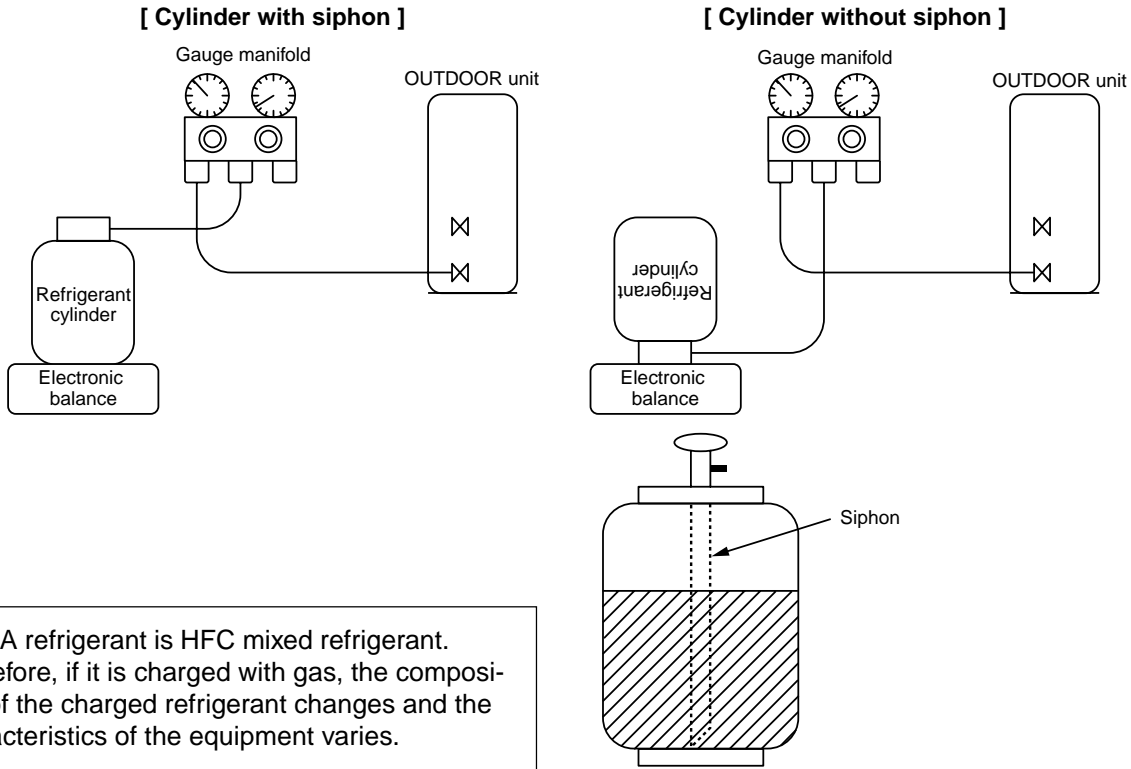 [ Cylinder with siphon ]
Gauge manifold
OUTDOOR unit
Refrigerant
cylinder
Electronic
balance
[ Cylinder without siphon ]
Gauge manifold
OUTDOOR unit
Refrigerant
cylinder
Electronic
balance
Siphon
A refrigerant is HFC mixed refrigerant.
efore, if it is charged with gas, the composi-
of the charged refrigerant changes and the
acteristics of the equipment varies.